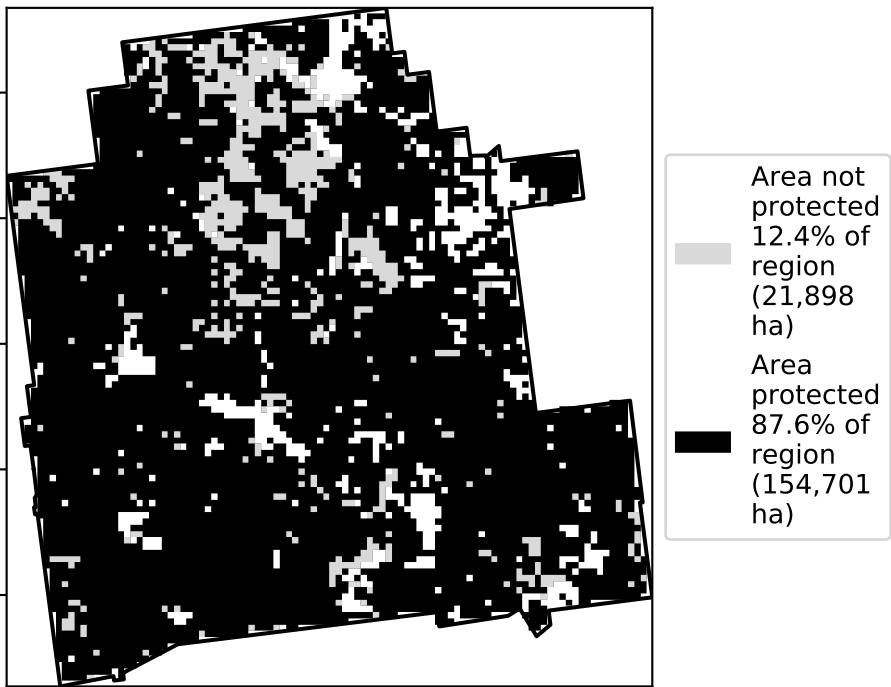 Area not
protected
12.4% of
region
(21,898
ha)
Area
protected
87.6% of
region
(154,701
ha)